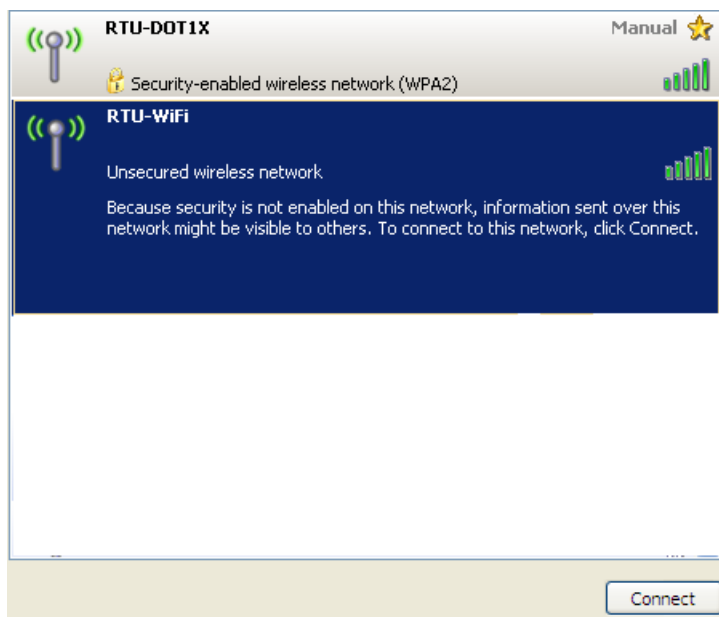 RTU-DOT1X
Manual
Security-enabled wireless network (WPA2)
RTU-WiFi
Unsecured wireless network
Because security is not enabled on this network, information sent over this
network might be visible to others. To connect to this network, click Connect.
Connect